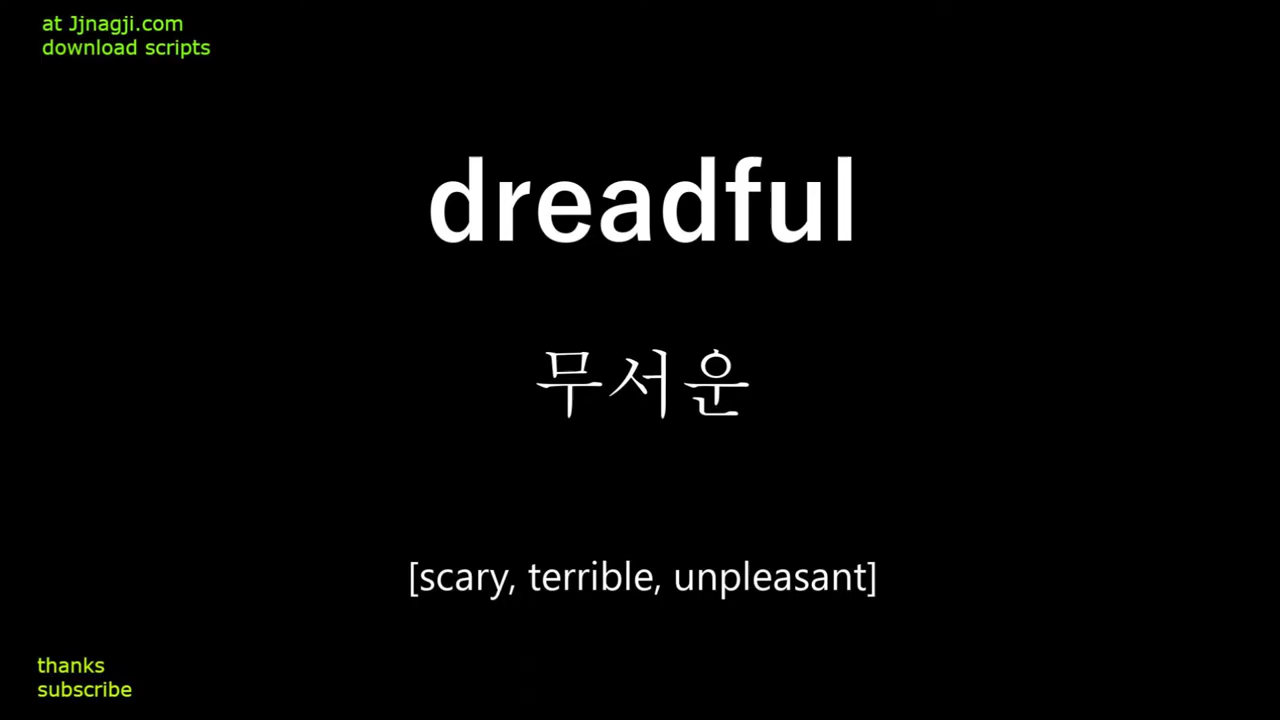 at Jjnagji.com
download scripts
dreadful
무서운
[scary, terrible, unpleasant]
thanks
subscribe